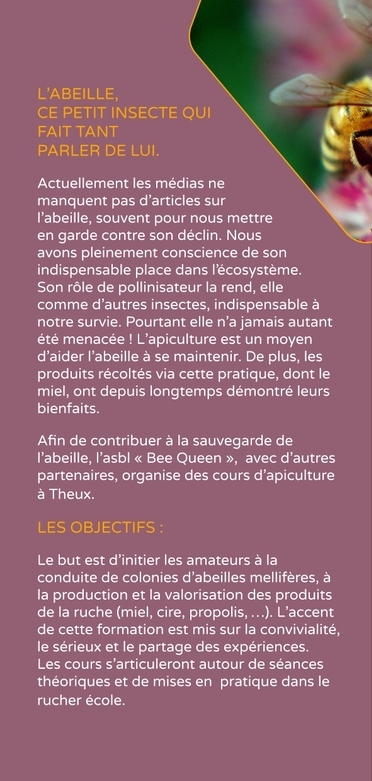 L'ABEILLE,
CE PETIT INSECTE QUI
FAIT TANT
PARLER DE LUI.
Actuellement les médias ne
manquent pas d'articles sur
l'abeille, souvent pour nous mettre
en garde contre son déclin. Nous
avons pleinement conscience de son
indispensable place dans l'écosystème.
Son rôle de pollinisateur la rend, elle
comme d'autres insectes, indispensable à
notre survie. Pourtant elle n'a jamais autant
été menacée ! L'apiculture est un moyen
d'aider l'abeille à se maintenir. De plus, les
produits récoltés via cette pratique, dont le
miel, ont depuis longtemps démontré leurs
bienfaits.
Afin de contribuer à la sauvegarde de
l'abeille, l'asbl « Bee Queen »,  avec d'autres
partenaires, organise des cours d'apiculture
à Theux.
LES OBJECTIFS :
Le but est d'initier les amateurs à la
conduite de colonies d'abeilles mellifères, à
la production et la valorisation des produits
de la ruche (miel, cire, propolis, …). L'accent
de cette formation est mis sur la convivialité,
le sérieux et le partage des expériences.
Les cours s'articuleront autour de séances
théoriques et de mises en  pratique dans le
rucher école.